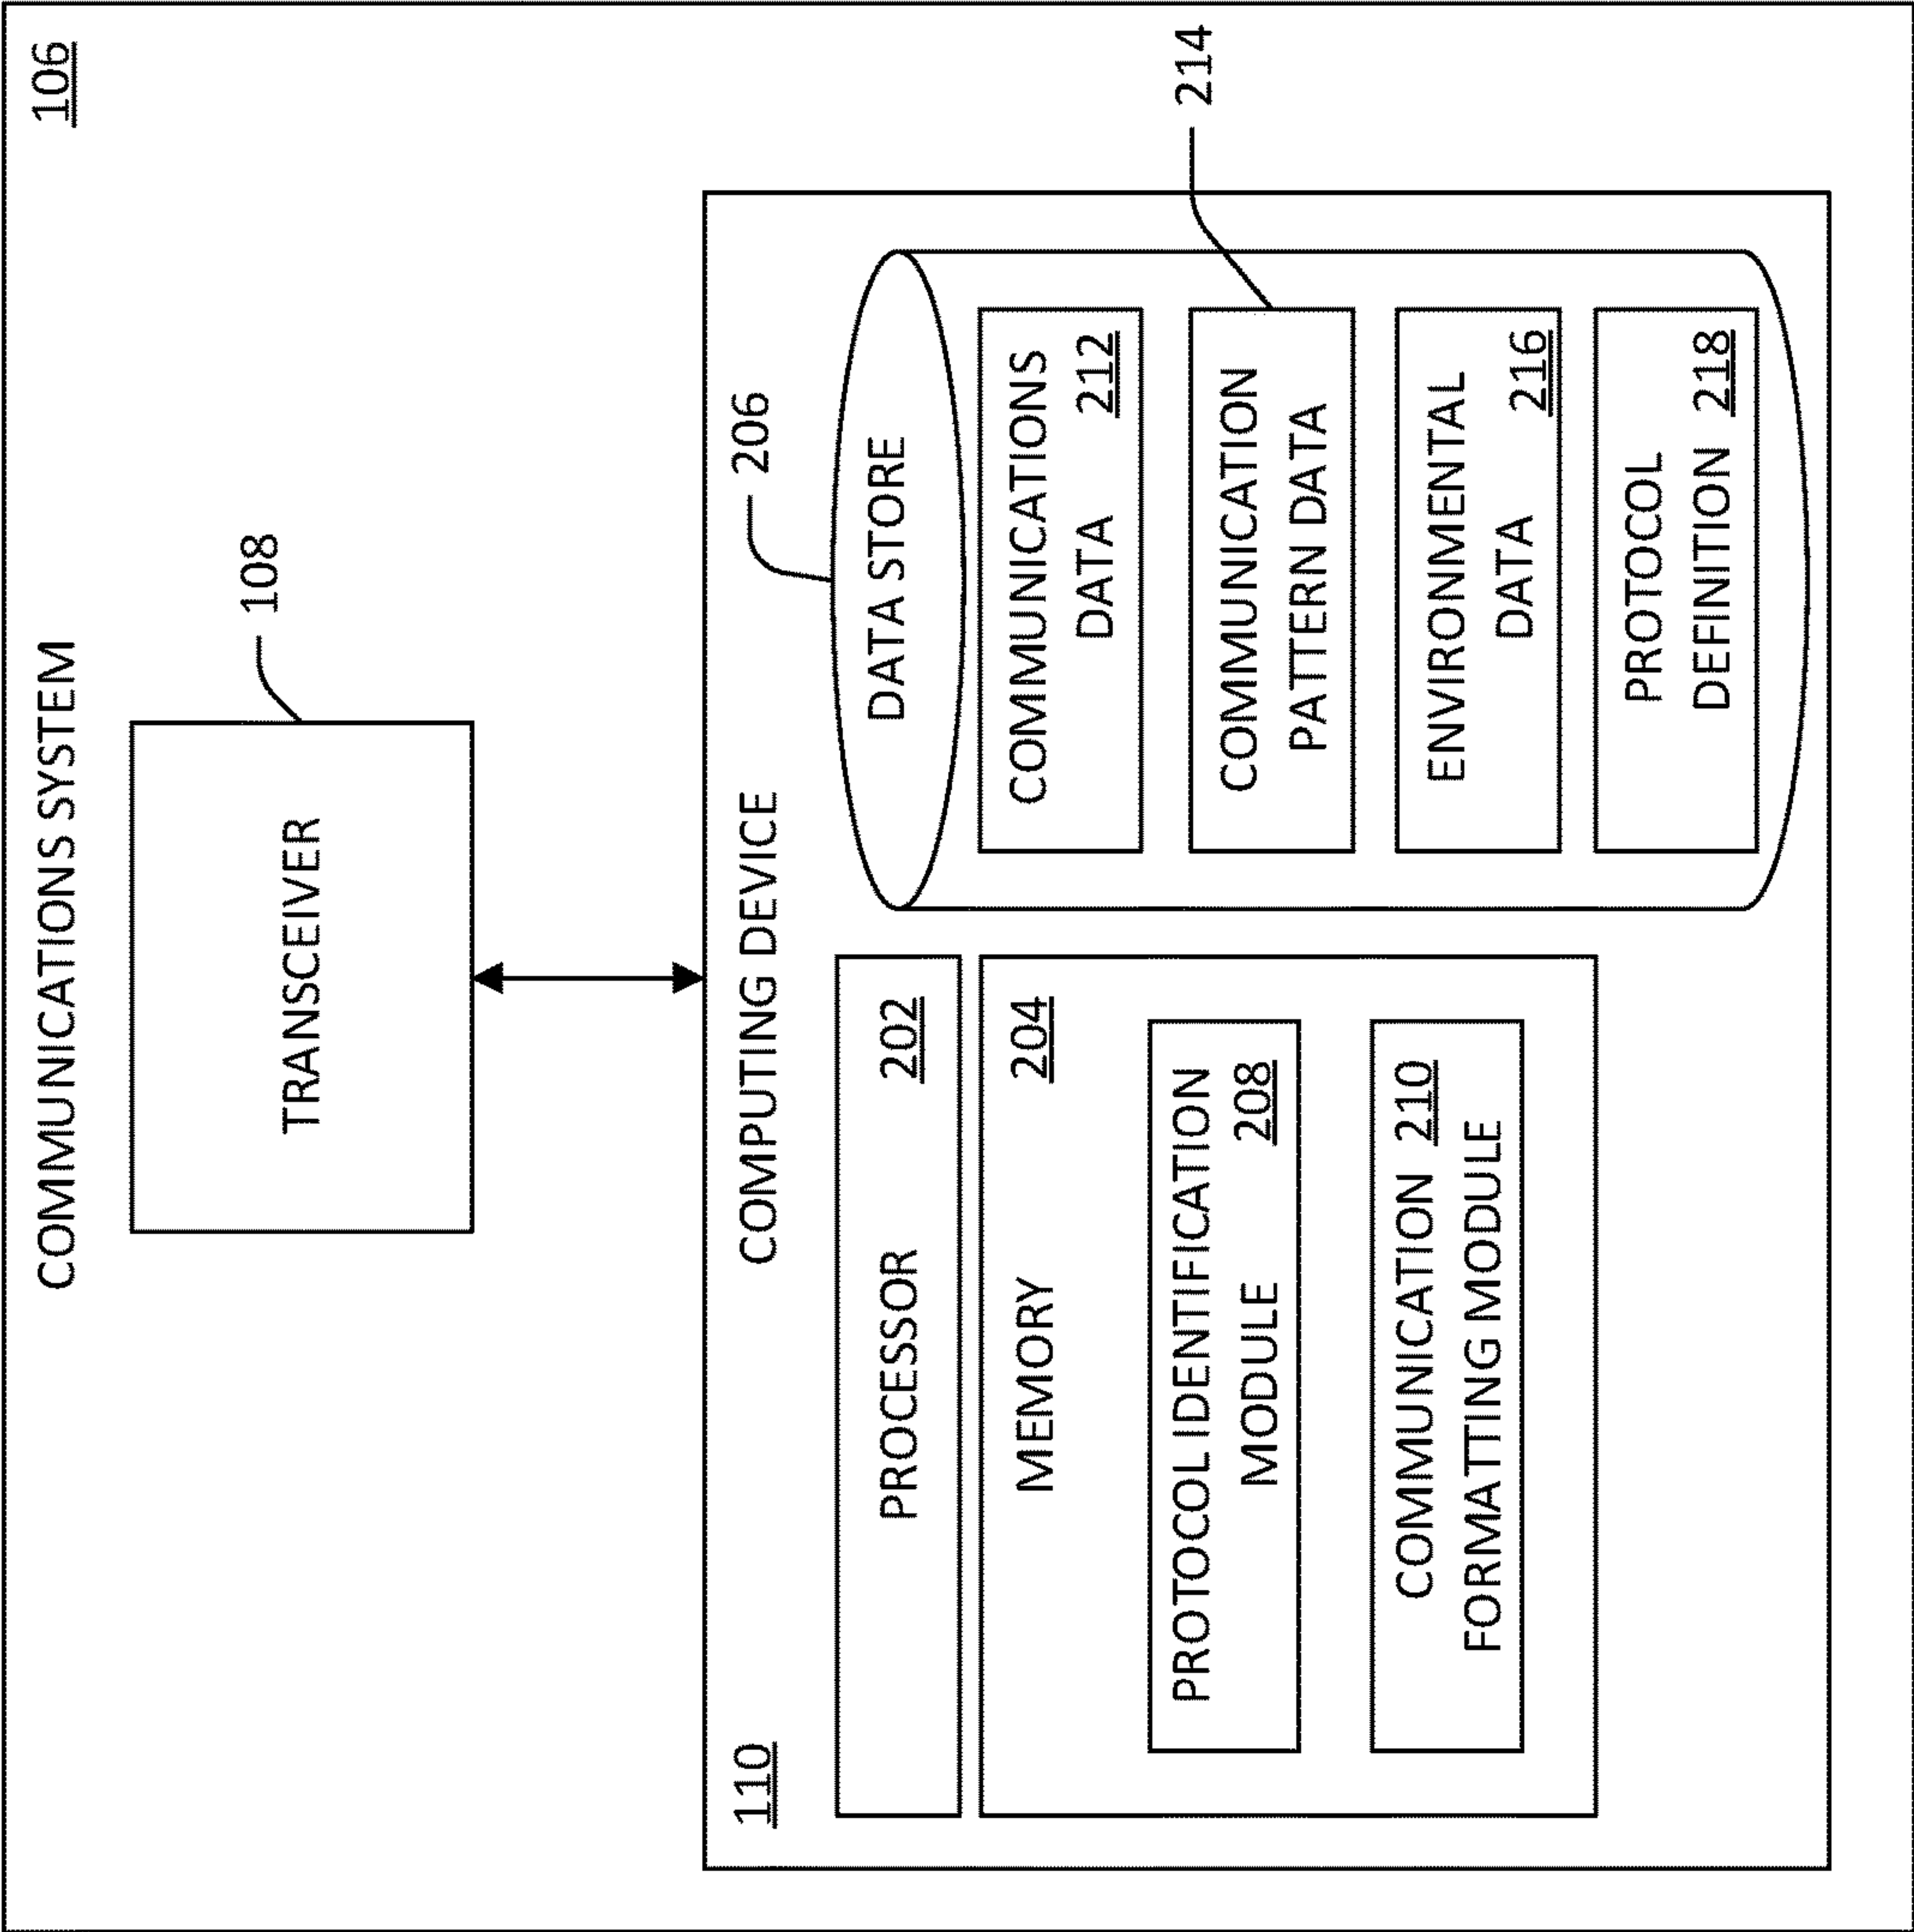 COMMUNICATIONS SYSTEM
106
TRANSCEIVER
108
110
COMPUTING DEVICE
206
PROCESSOR 202
MEMORY 204
PROTOCOL IDENTIFICATION
MODULE 208
COMMUNICATION 210
FORMATTING MODULE
DATA STORE
COMMUNICATIONS
DATA 212
COMMUNICATION
PATTERN DATA
214
ENVIRONMENTAL
DATA 216
PROTOCOL
DEFINITION 218